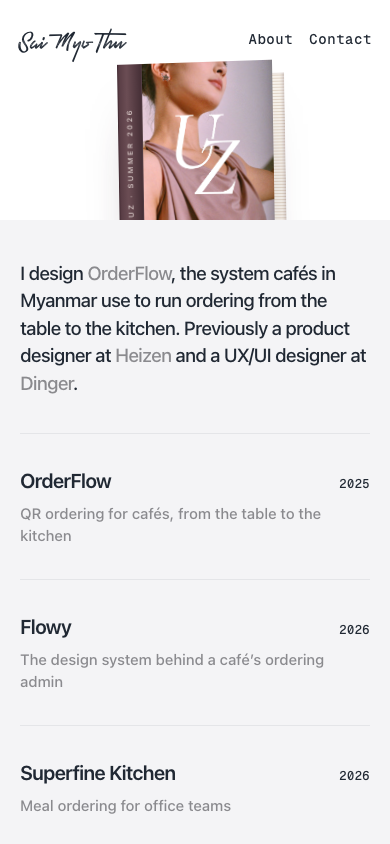 Sai Myo Thu
About Contact
UZ · SUMMER 2026
UZ
I design OrderFlow, the system cafés in
Myanmar use to run ordering from the
table to the kitchen. Previously a product
designer at Heizen and a UX/UI designer at
Dinger.
OrderFlow 2025
QR ordering for cafés, from the table to the
kitchen
Flowy 2026
The design system behind a café’s ordering
admin
Superfine Kitchen 2026
Meal ordering for office teams